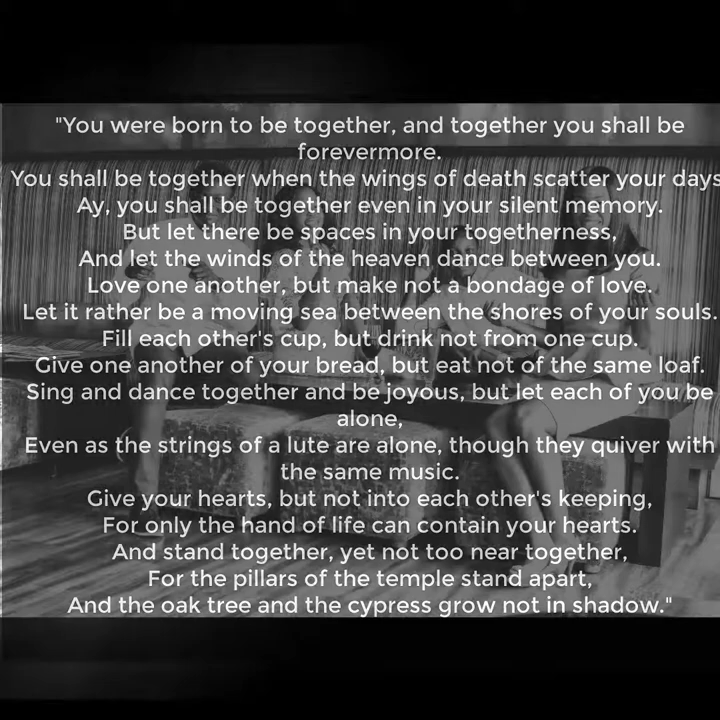 "You were born to be together, and together you shall be
forevermore.
You shall be together when the wings of death scatter your days
Ay, you shall be together even in your silent memory.
But let there be spaces in your togetherness,
And let the winds of the heaven dance between you.
Love one another, but make not a bondage of love.
Let it rather be a moving sea between the shores of your souls.
Fill each other's cup, but drink not from one cup.
Give one another of your bread, but eat not of the same loaf.
Sing and dance together and be joyous, but let each of you be
alone,
Even as the strings of a lute are alone, though they quiver with
the same music.
Give your hearts, but not into each other's keeping,
For only the hand of life can contain your hearts.
And stand together, yet not too near together,
For the pillars of the temple stand apart,
And the oak tree and the cypress grow not in shadow."